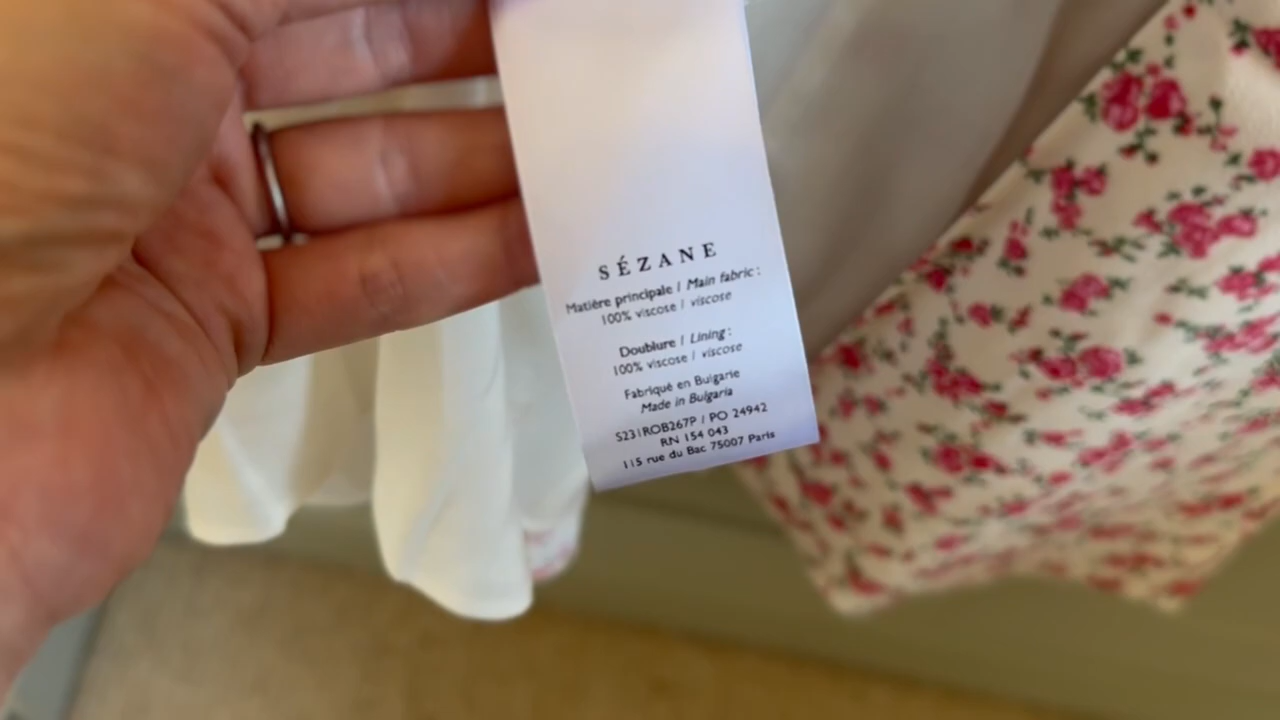 SÉZANE
Matière principale / Main fabric :
100% viscose / viscose
Doublure / Lining :
100% viscose / viscose
Fabriqué en Bulgarie
Made in Bulgaria
S231ROB267P / PO 24942
RN 154 043
115 rue du Bac 75007 Paris